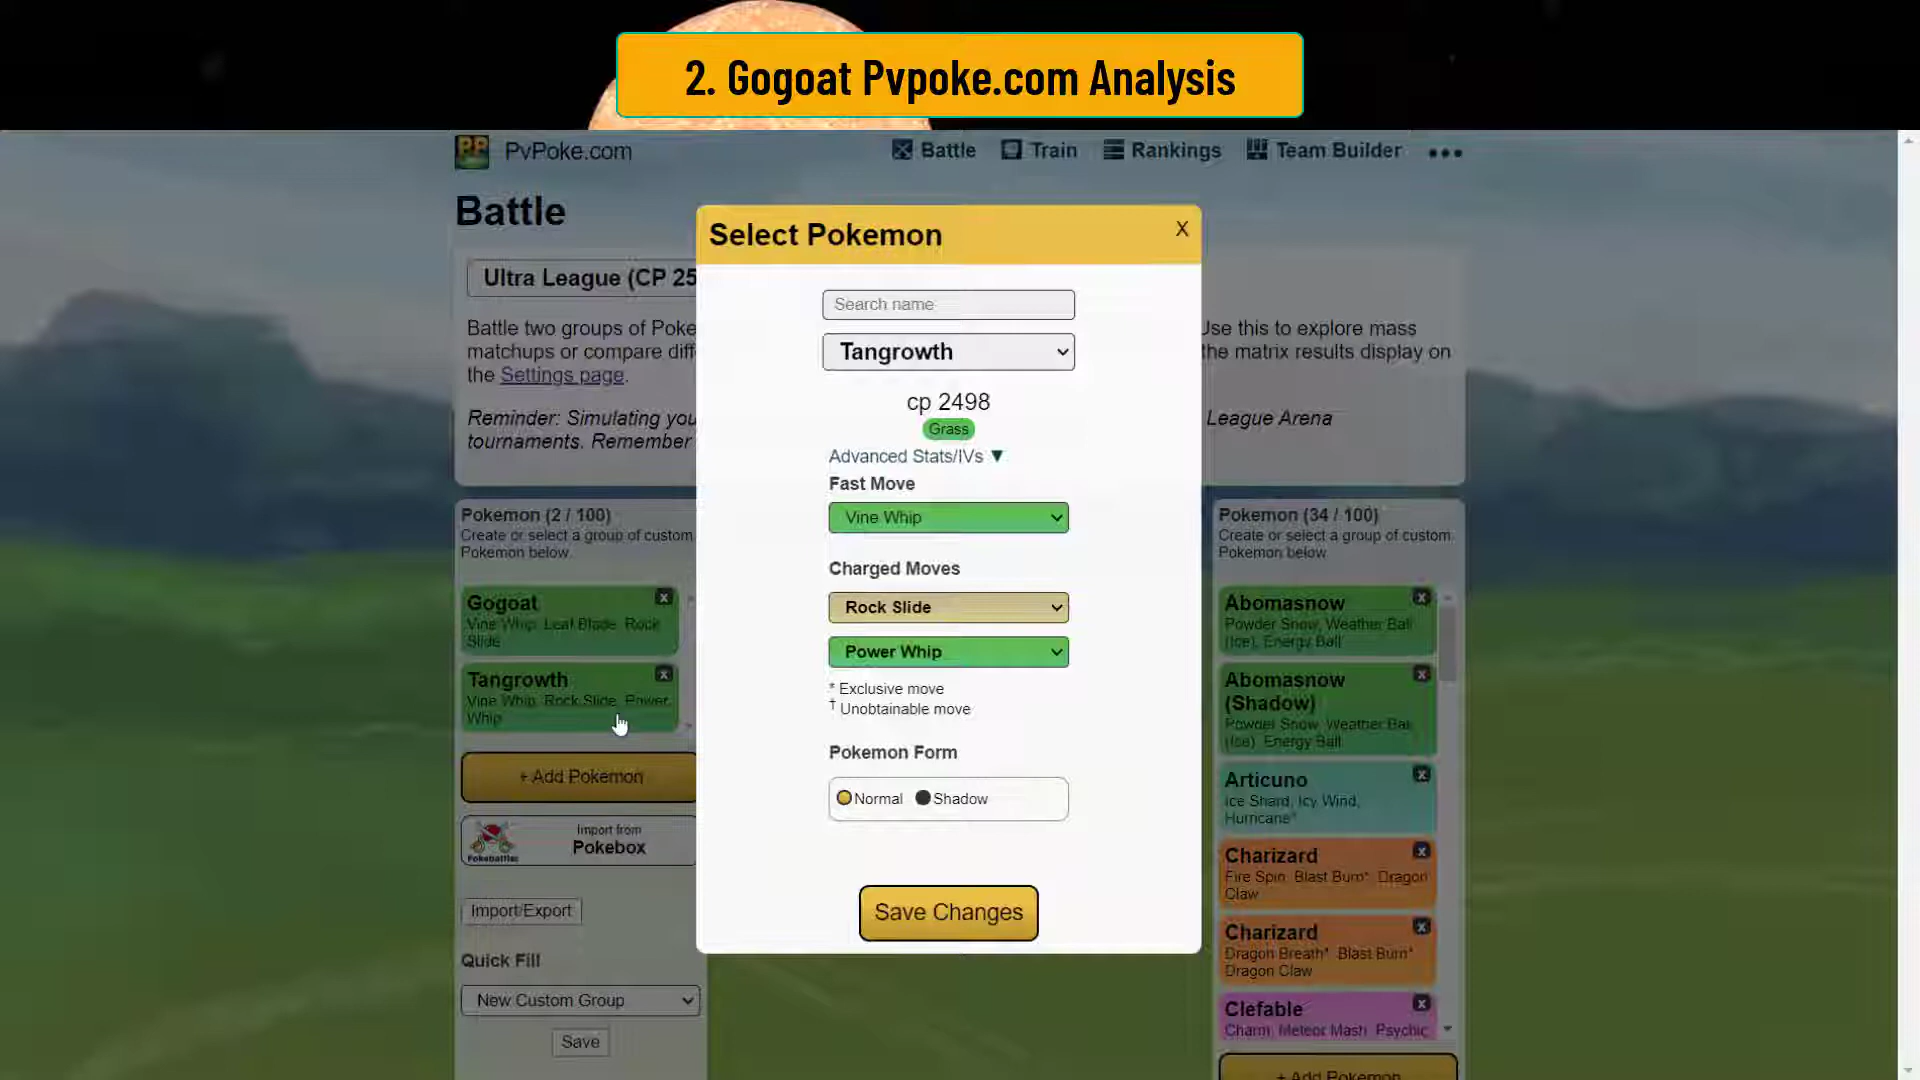 2. Gogoat Pvpoke.com Analysis
PP PvPoke.com
Battle
Train
Rankings
Team Builder
Battle
Ultra League (CP 25
Battle two groups of Poke
Use this to explore mass
matchups or compare diff
the matrix results display on
the Settings page.
Reminder: Simulating you
League Arena
tournaments. Remember
Select Pokemon
X
Search name
Tangrowth
cp 2498
Grass
Advanced Stats/IVs ▼
Fast Move
Vine Whip
Charged Moves
Rock Slide
Power Whip
* Exclusive move
† Unobtainable move
Pokemon Form
Normal
Shadow
Save Changes
Pokemon (2 / 100)
Create or select a group of custom
Pokemon below.
Gogoat
x
Vine Whip, Leaf Blade, Rock
Slide
Tangrowth
x
Vine Whip, Rock Slide, Power
Whip
+ Add Pokemon
Pokebattler
Import from
Pokebox
Import/Export
Quick Fill
New Custom Group
Save
Pokemon (34 / 100)
Create or select a group of custom
Pokemon below
Abomasnow
x
Powder Snow, Weather Ball
(Ice), Energy Ball
Abomasnow
(Shadow)
x
Powder Snow, Weather Ball
(Ice), Energy Ball
Articuno
x
Ice Shard, Icy Wind,
Hurricane*
Charizard
x
Fire Spin, Blast Burn*, Dragon
Claw
Charizard
x
Dragon Breath*, Blast Burn*,
Dragon Claw
Clefable
x
Charm, Meteor Mash, Psychic
+ Add Pokemon